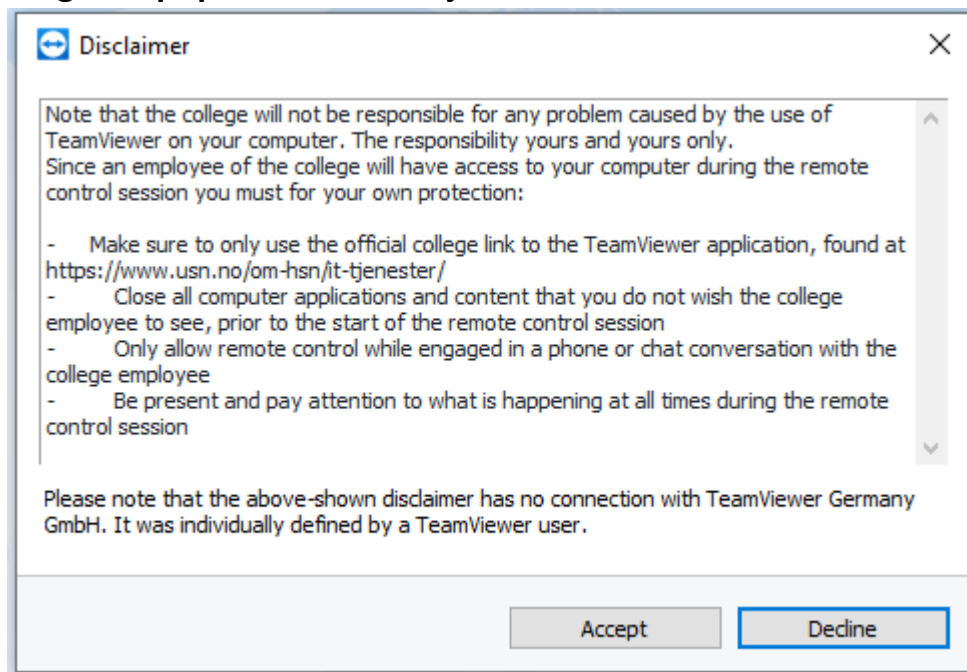 Disclaimer
Note that the college will not be responsible for any problem caused by the use of
TeamViewer on your computer. The responsibility yours and yours only.
Since an employee of the college will have access to your computer during the remote
control session you must for your own protection:
- Make sure to only use the official college link to the TeamViewer application, found at
https://www.usn.no/om-hsn/it-tjenester/
- Close all computer applications and content that you do not wish the college
employee to see, prior to the start of the remote control session
- Only allow remote control while engaged in a phone or chat conversation with the
college employee
- Be present and pay attention to what is happening at all times during the remote
control session
Please note that the above-shown disclaimer has no connection with TeamViewer Germany
GmbH. It was individually defined by a TeamViewer user.
Accept
Decline